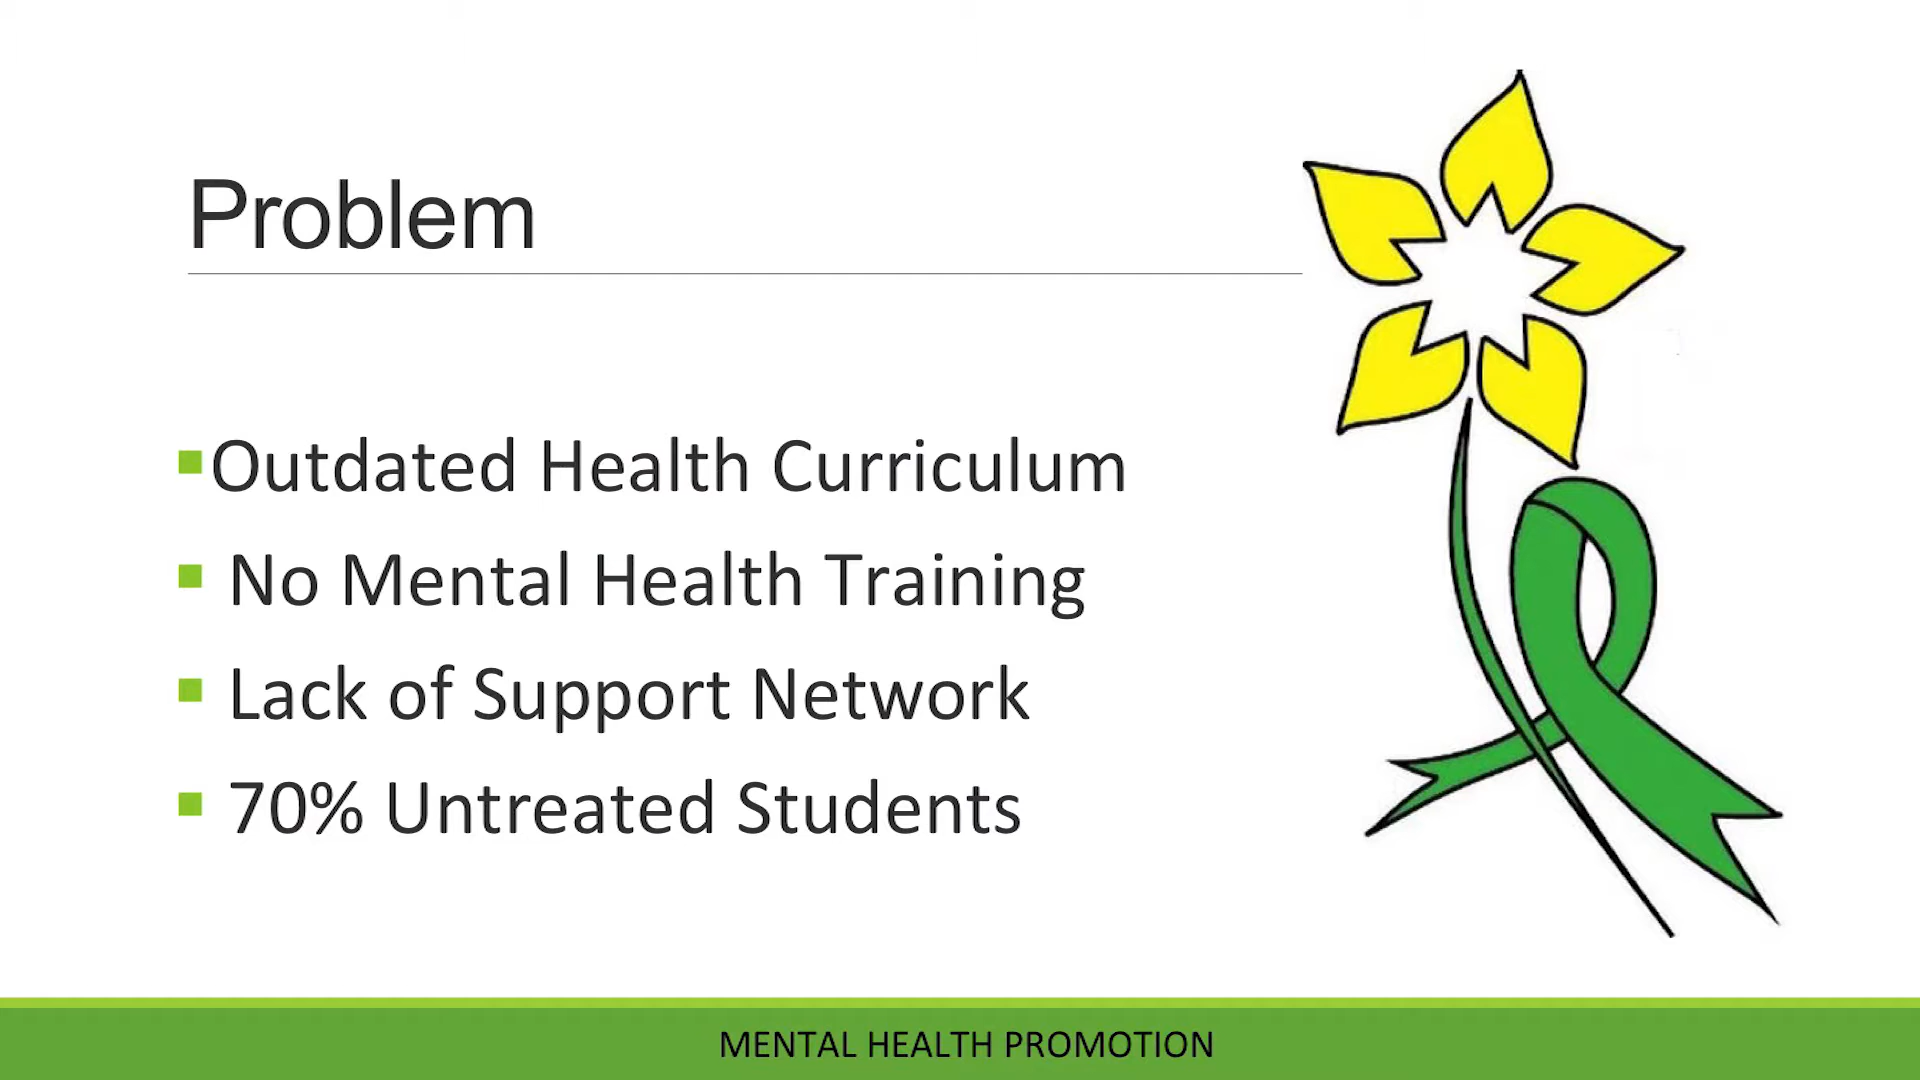 Problem
Outdated Health Curriculum
No Mental Health Training
Lack of Support Network
70% Untreated Students
MENTAL HEALTH PROMOTION